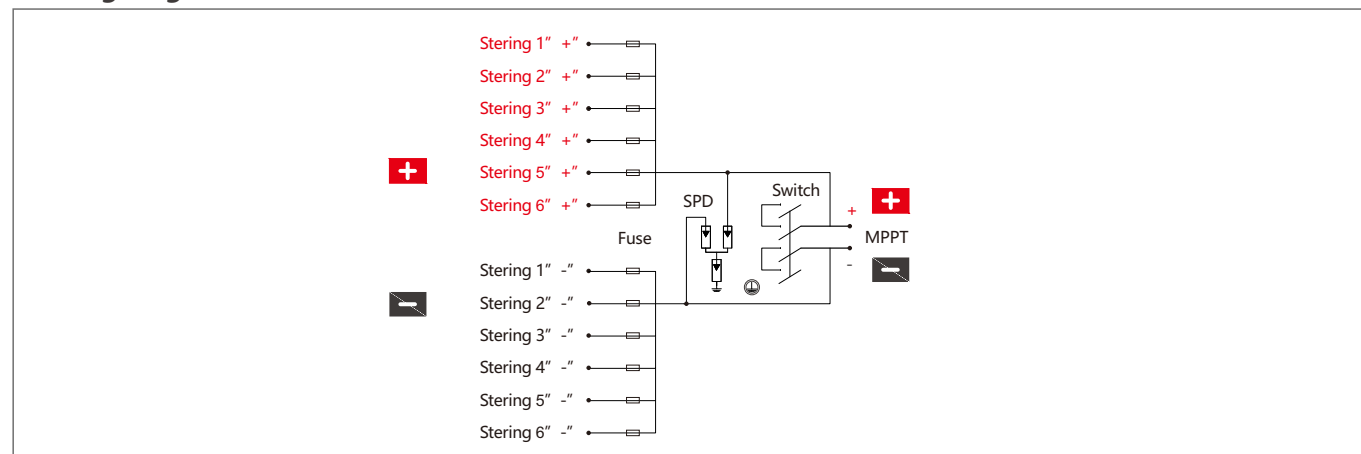 Stering 1" +"
Stering 2" +"
Stering 3" +"
Stering 4" +"
Stering 5" +"
Stering 6" +"
SPD
Switch
+
MPPT
-
Fuse
Stering 1" -"
Stering 2" -"
Stering 3" -"
Stering 4" -"
Stering 5" -"
Stering 6" -"